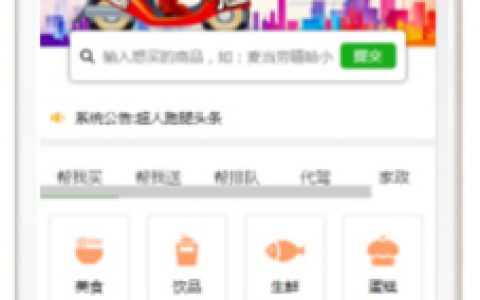 输入想买的商品，如：麦当劳嘻哈小
提交
系统公告:超人跑腿头条
帮我买 帮我送 帮排队 代驾 家政
美食 饮品 生鲜 蛋糕